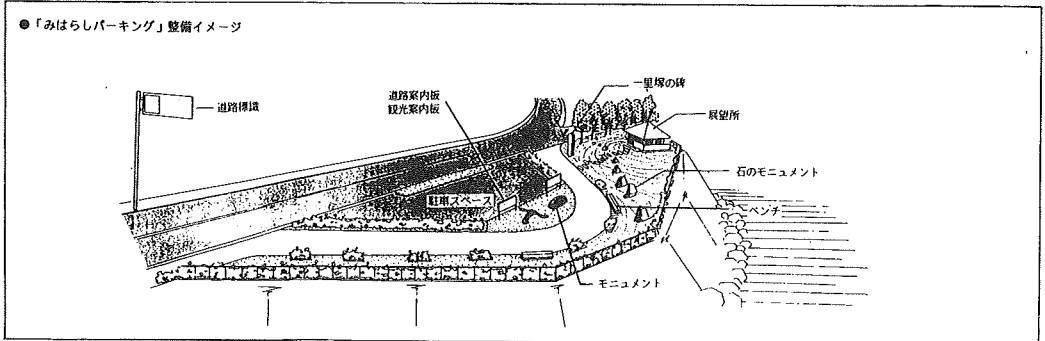 ●「みはらしパーキング」整備イメージ
一里塚の碑
道路案内板
観光案内板
道路標識
展望所
石のモニュメント
駐車スペース
ベンチ
モニュメント